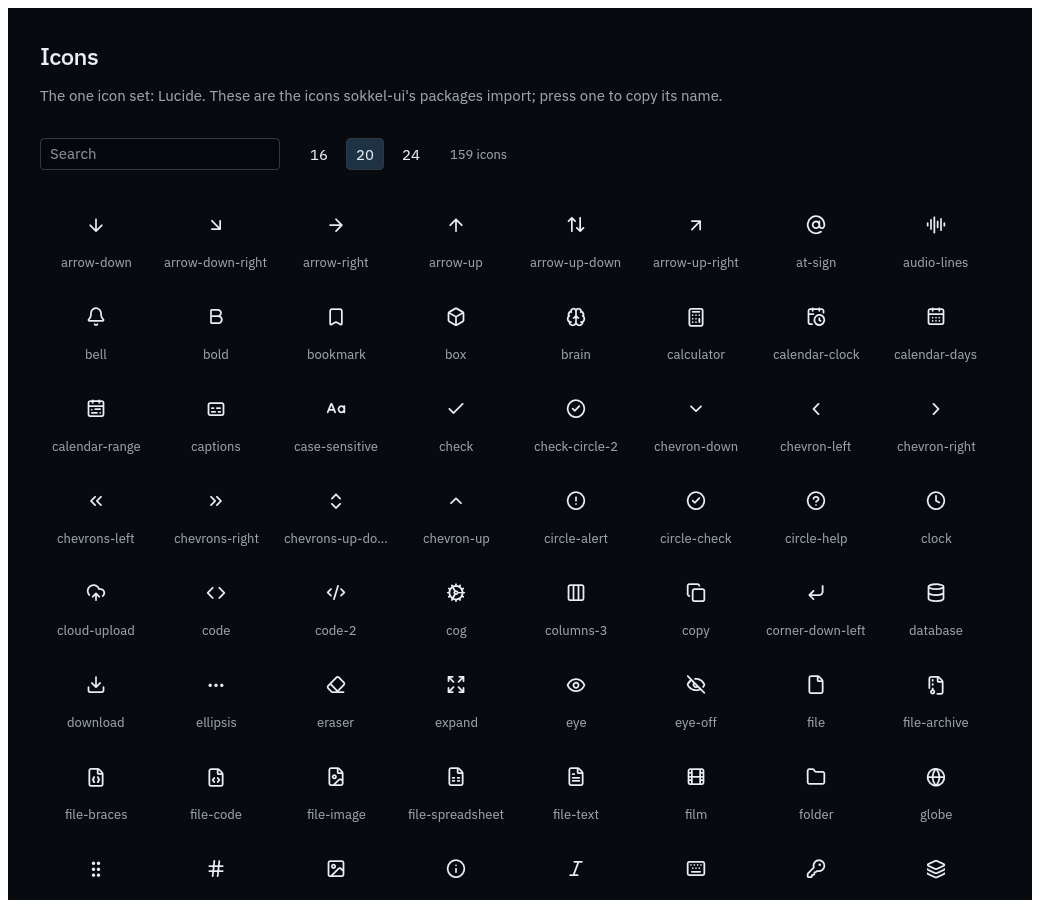 Icons
The one icon set: Lucide. These are the icons sokkel-ui's packages import; press one to copy its name.
Search 16 20 24 159 icons
arrow-down arrow-down-right arrow-right arrow-up arrow-up-down arrow-up-right at-sign audio-lines
bell bold bookmark box brain calculator calendar-clock calendar-days
calendar-range captions case-sensitive check check-circle-2 chevron-down chevron-left chevron-right
chevrons-left chevrons-right chevrons-up-do... chevron-up circle-alert circle-check circle-help clock
cloud-upload code code-2 cog columns-3 copy corner-down-left database
download ellipsis eraser expand eye eye-off file file-archive
file-braces file-code file-image file-spreadsheet file-text film folder globe